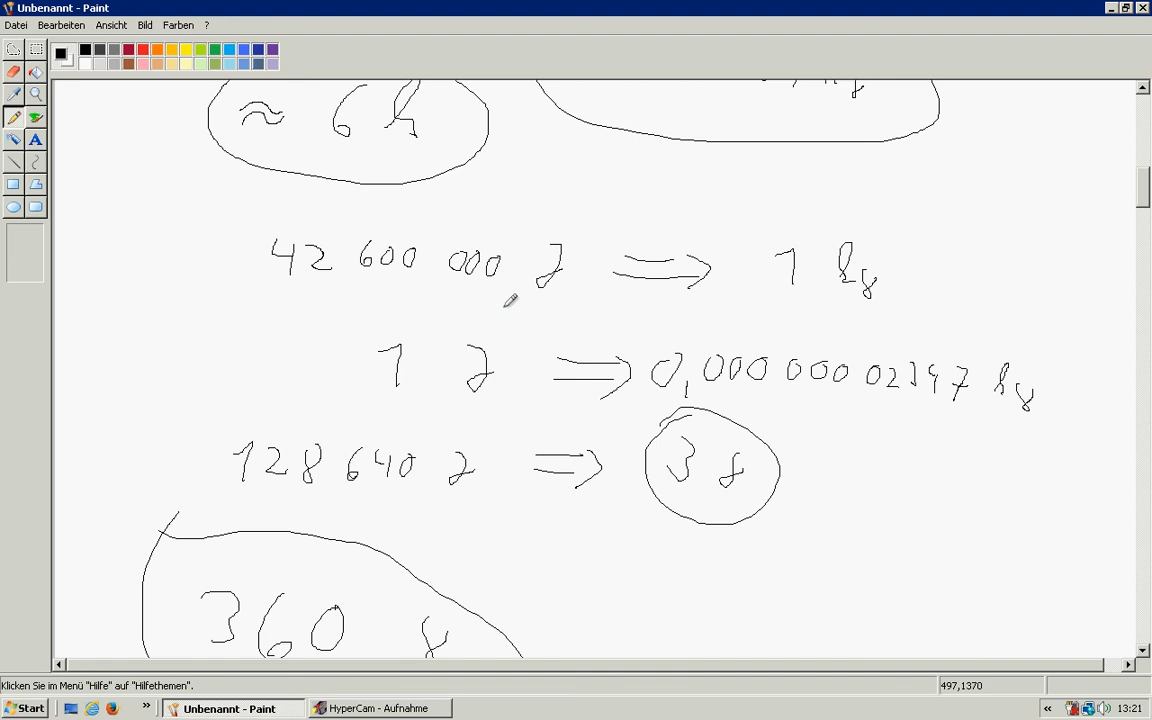 Unbenannt - Paint
Datei Bearbeiten Ansicht Bild Farben ?
≈ 6 h
kg
42 600 000 J ⟹ 1 kg
1 J ⟹ 0,000 000 02347 kg
128 640 J ⟹ 3 g
360 g
Klicken Sie im Menü "Hilfe" auf "Hilfethemen".
497,1370
Start » Unbenannt - Paint HyperCam - Aufnahme « 13:21